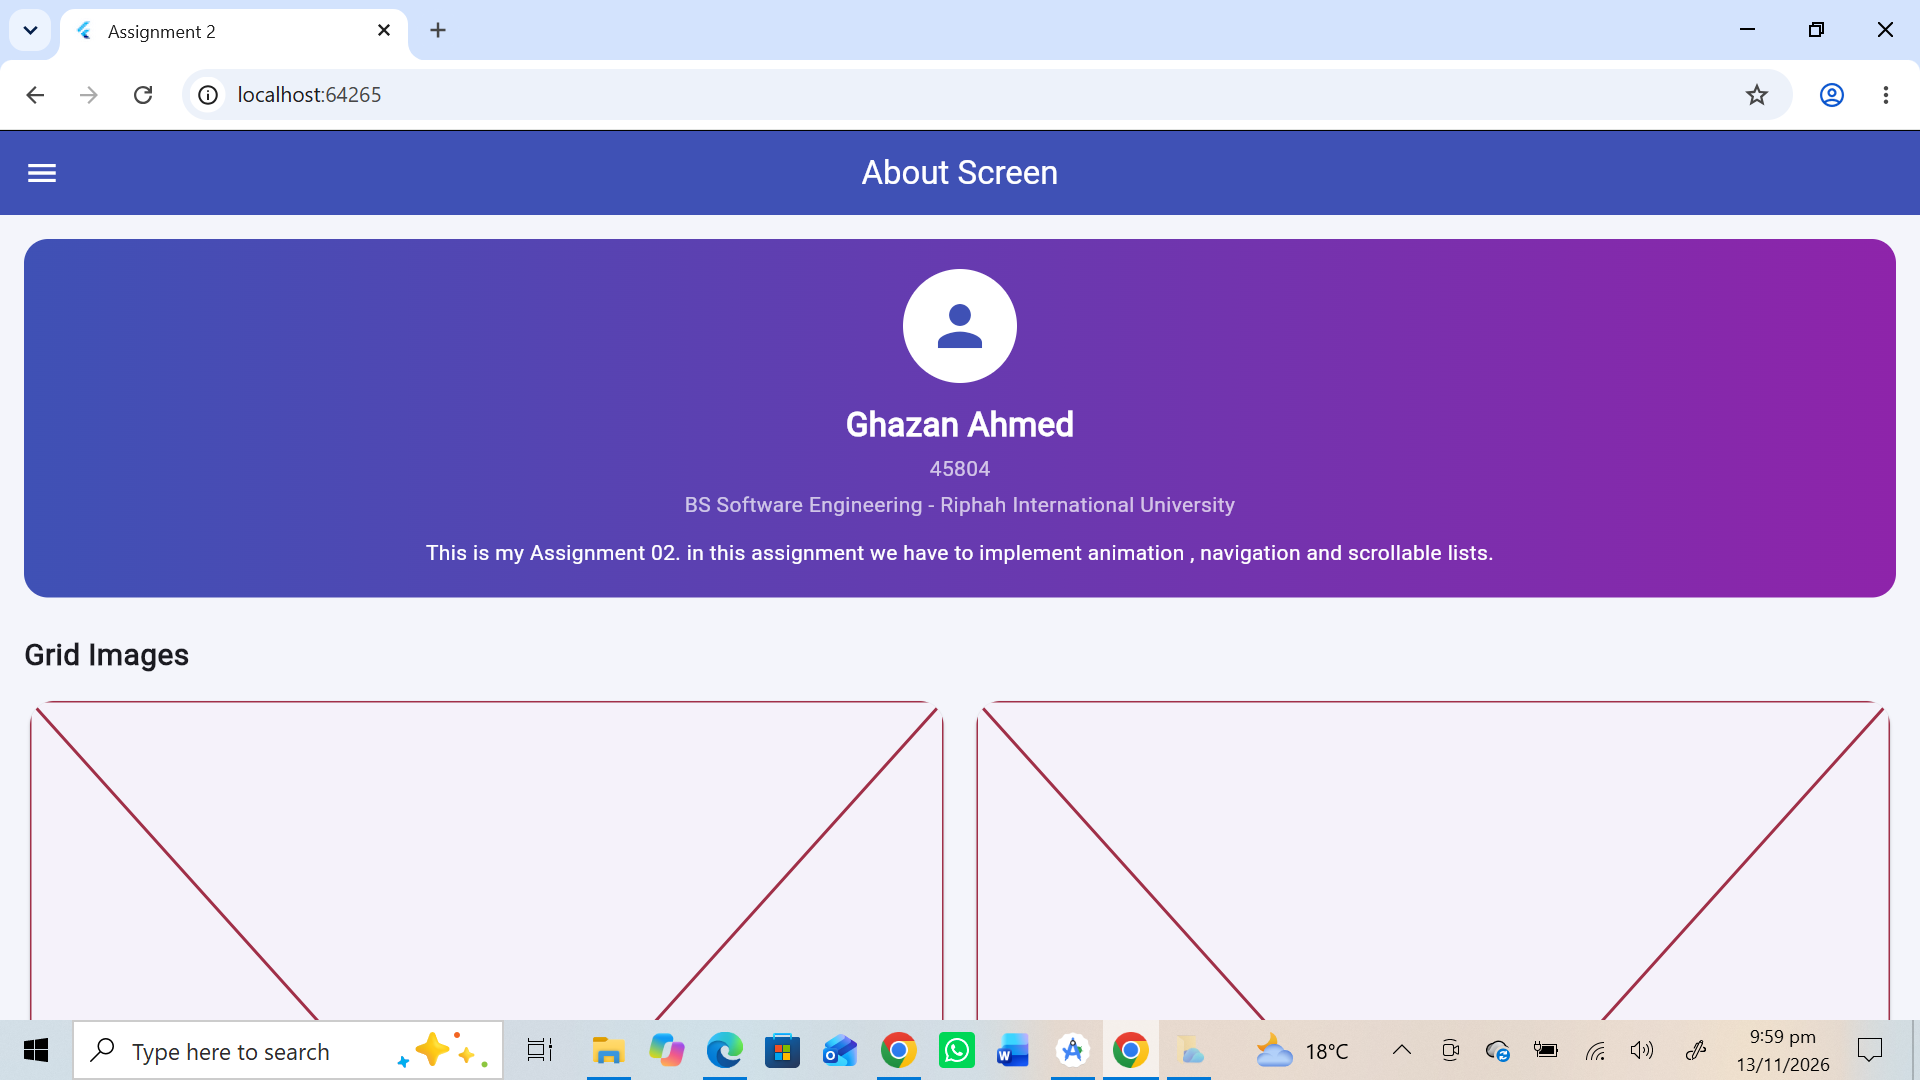 Assignment 2
localhost:64265
About Screen
Ghazan Ahmed
45804
BS Software Engineering - Riphah International University
This is my Assignment 02. in this assignment we have to implement animation , navigation and scrollable lists.
Grid Images
Type here to search
18°C
9:59 pm
13/11/2026